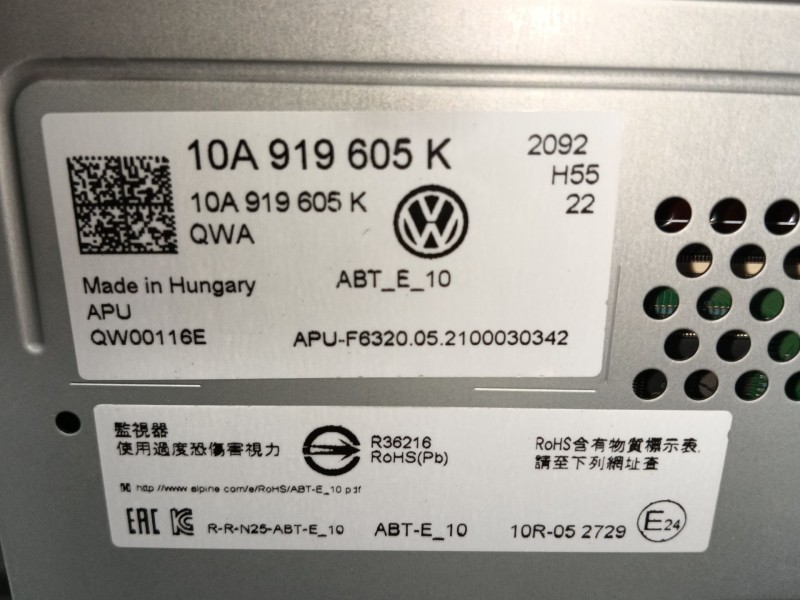 10A 919 605 K
2092
H55
22
10A 919 605 K
QWA
Made in Hungary
ABT_E_10
APU
QW00116E
APU-F6320.05.2100030342
監視器
使用過度恐傷害視力
R36216
RoHS(Pb)
RoHS含有物質標示表
請至下列網址查
http://www.alpine.com/e/RoHS/ABT-E_10.pdf
EAC
R-R-N25-ABT-E_10
ABT-E_10
10R-05 2729
E24